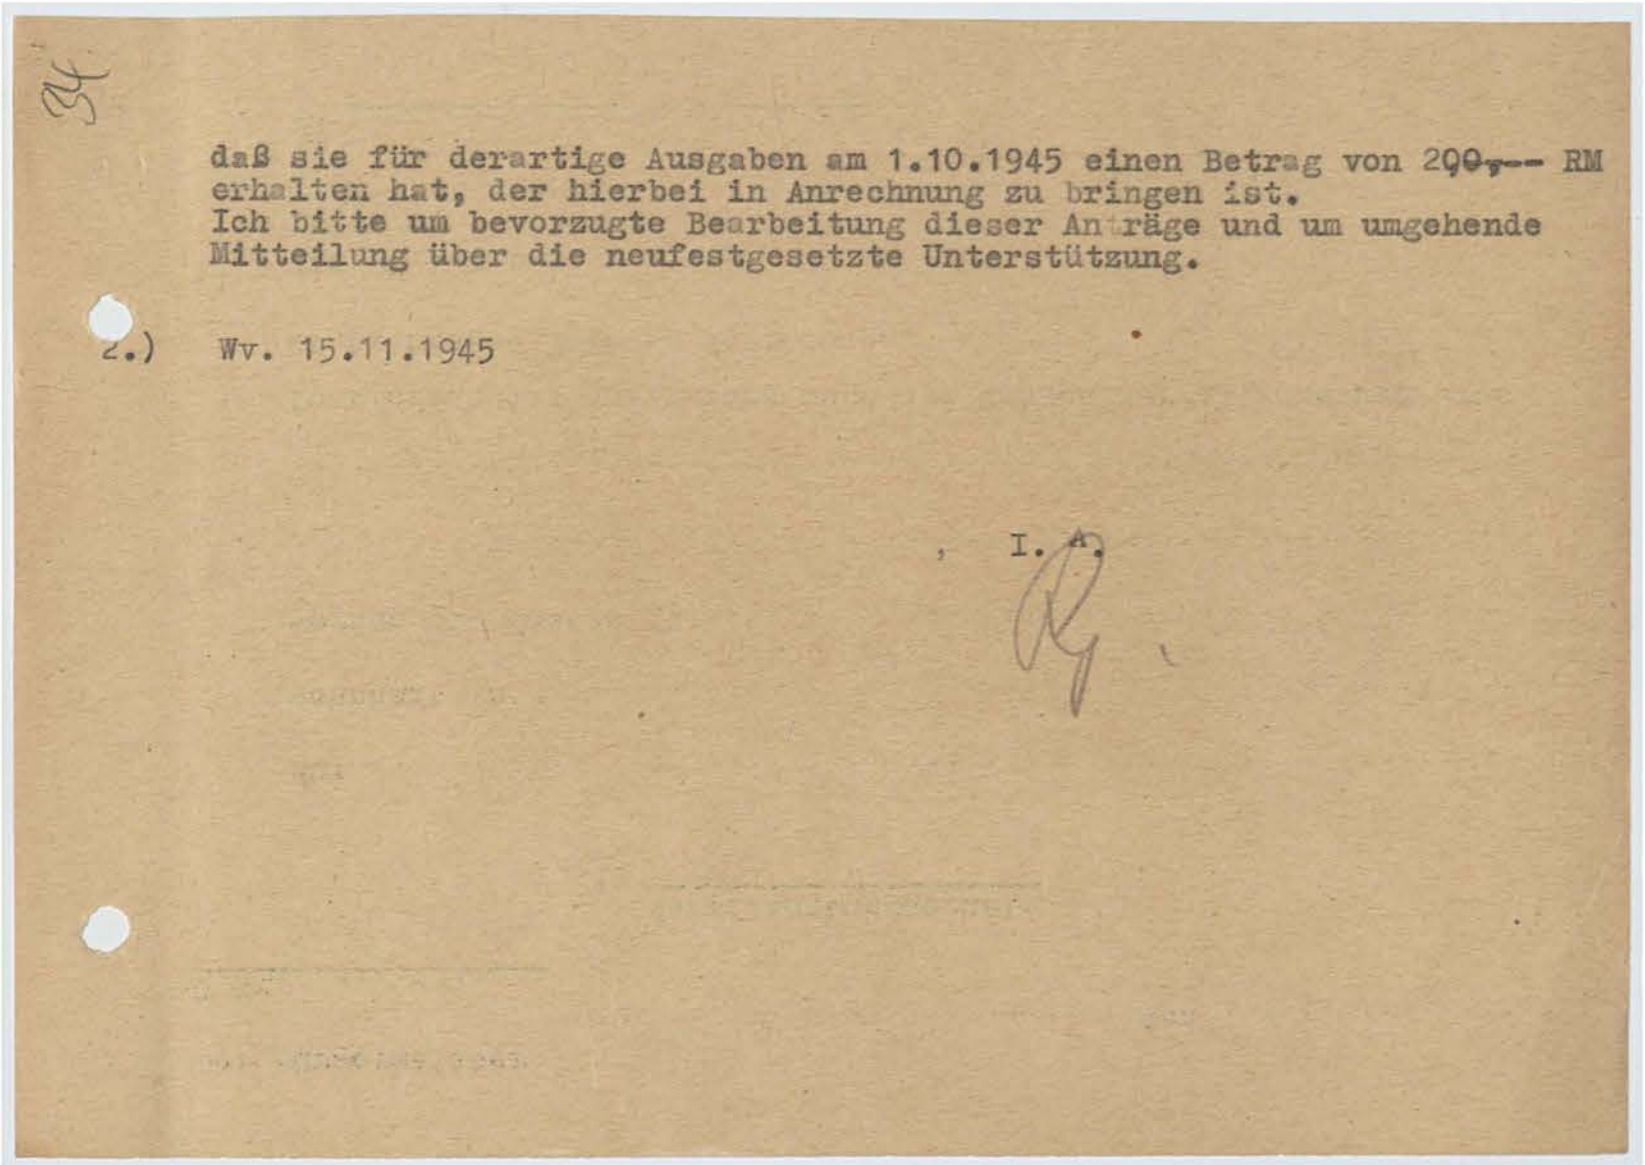 34
daß sie für derartige Ausgaben am 1.10.1945 einen Betrag von 200,-- RM
erhalten hat, der hierbei in Anrechnung zu bringen ist.
Ich bitte um bevorzugte Bearbeitung dieser Anträge und um umgehende
Mitteilung über die neufestgesetzte Unterstützung.
2.) Wv. 15.11.1945
, I. A.